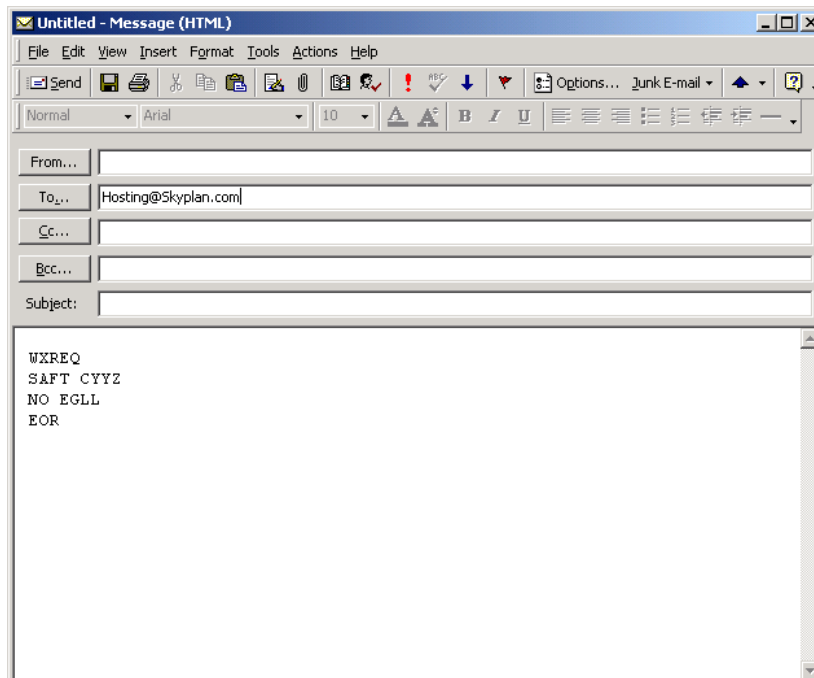 Untitled - Message (HTML)
File Edit View Insert Format Tools Actions Help
Send ABC Options... Junk E-mail
Normal Arial 10 A A B I U
From...
To... Hosting@Skyplan.com
Cc...
Bcc...
Subject:
WXREQ
SAFT CYYZ
NO EGLL
EOR